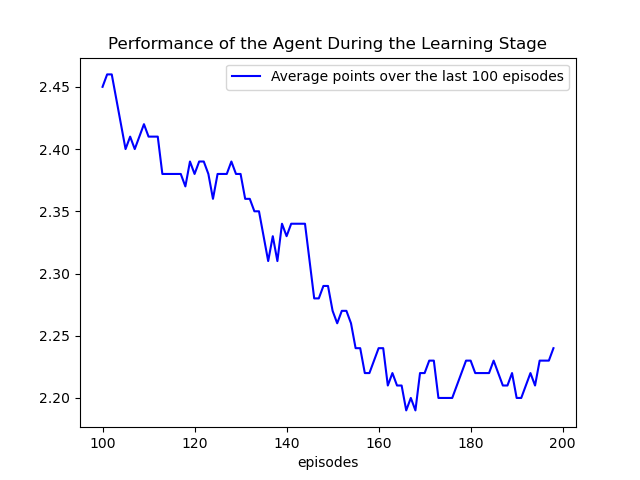 Performance of the Agent During the Learning Stage
Average points over the last 100 episodes
2.45
2.40
2.35
2.30
2.25
2.20
100 120 140 160 180 200
episodes